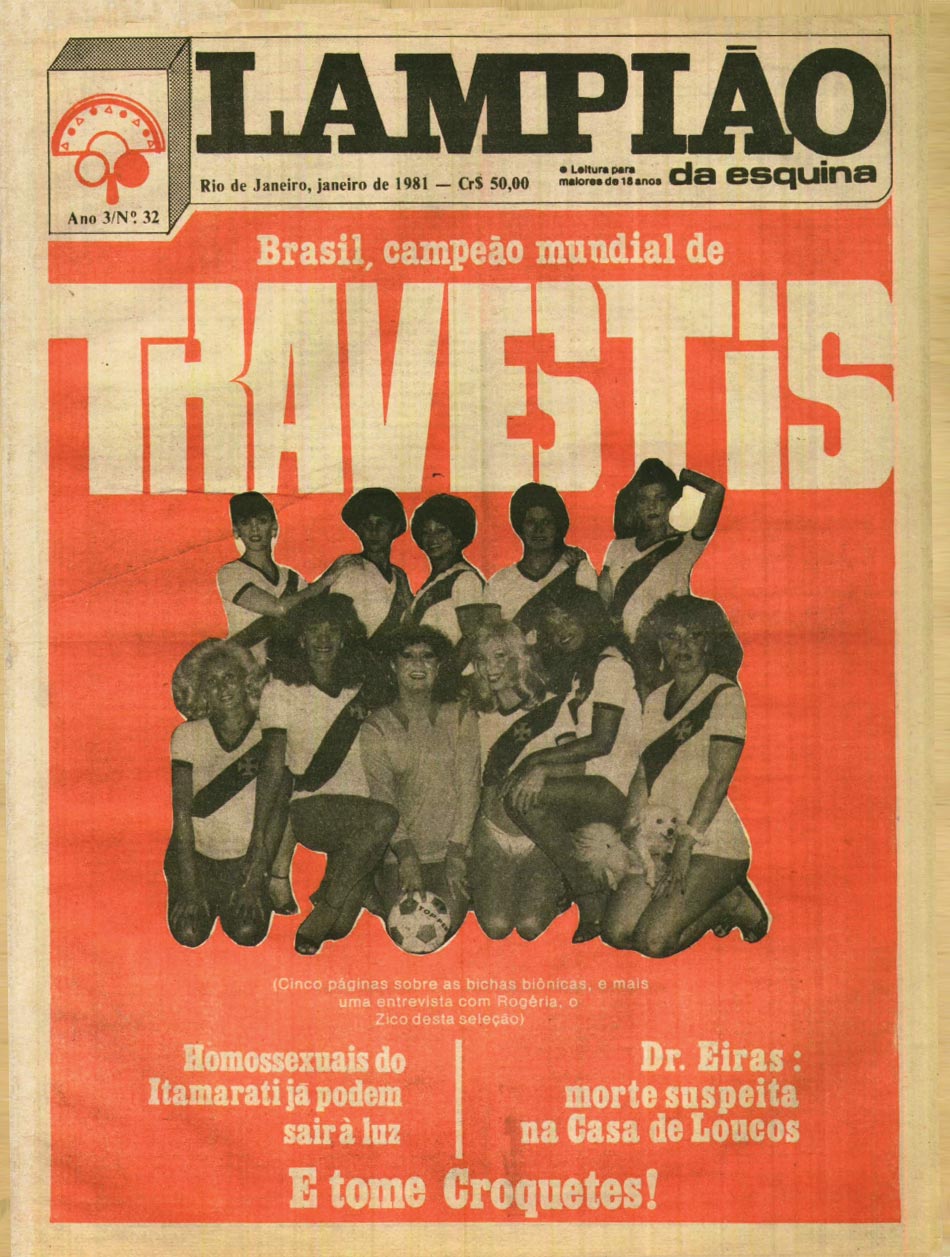 LAMPIÃO
da esquina
Rio de Janeiro, janeiro de 1981 — Cr$ 50,00
• Leitura para
maiores de 18 anos
Ano 3/Nº 32
Brasil, campeão mundial de
TRAVESTIS
TOPPER
(Cinco páginas sobre as bichas biônicas, e mais
uma entrevista com Rogéria, o
Zico desta seleção)
Homossexuais do
Itamarati já podem
sair à luz
Dr. Eiras :
morte suspeita
na Casa de Loucos
E tome Croquetes!